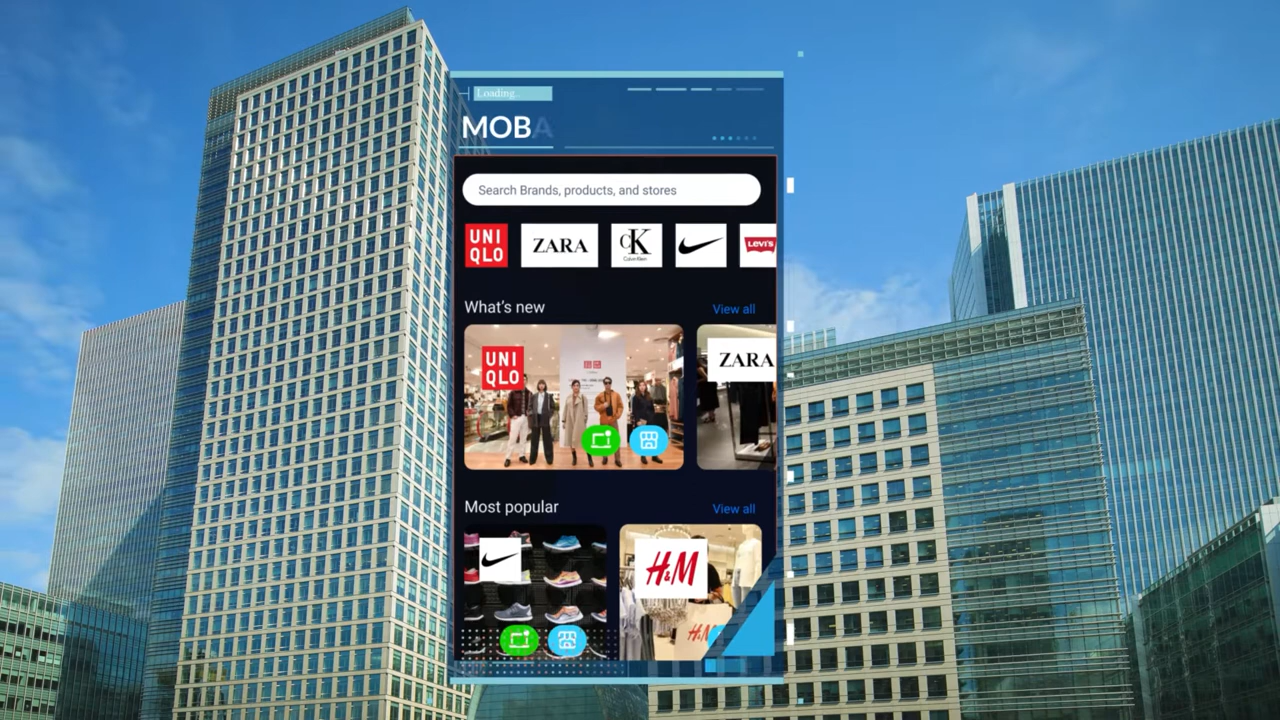 Loading..
MOBA
Search Brands, products, and stores
UNI QLO ZARA CK Calvin Klein Levi's
What's new View all
UNI QLO ZARA
Most popular View all
H&M
H&M